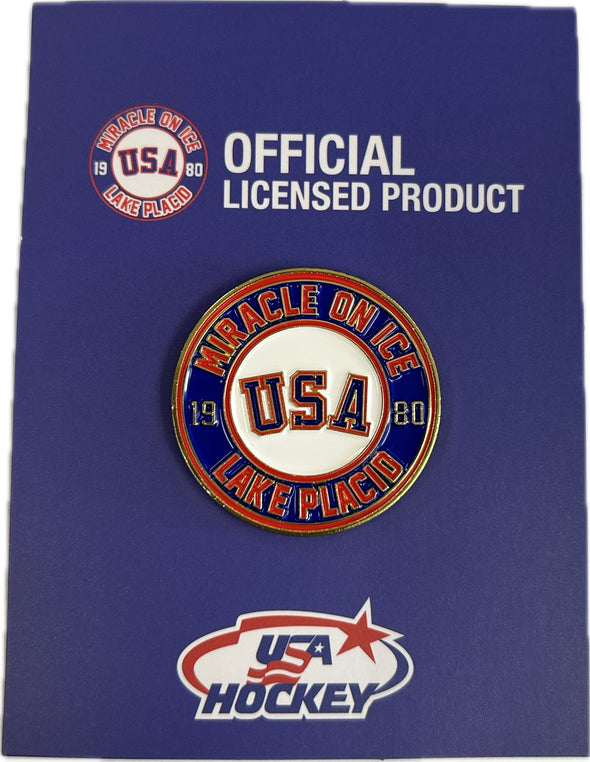 MIRACLE ON ICE
19 USA 80
LAKE PLACID
OFFICIAL
LICENSED PRODUCT
MIRACLE ON ICE
19 USA 80
LAKE PLACID
USA
HOCKEY